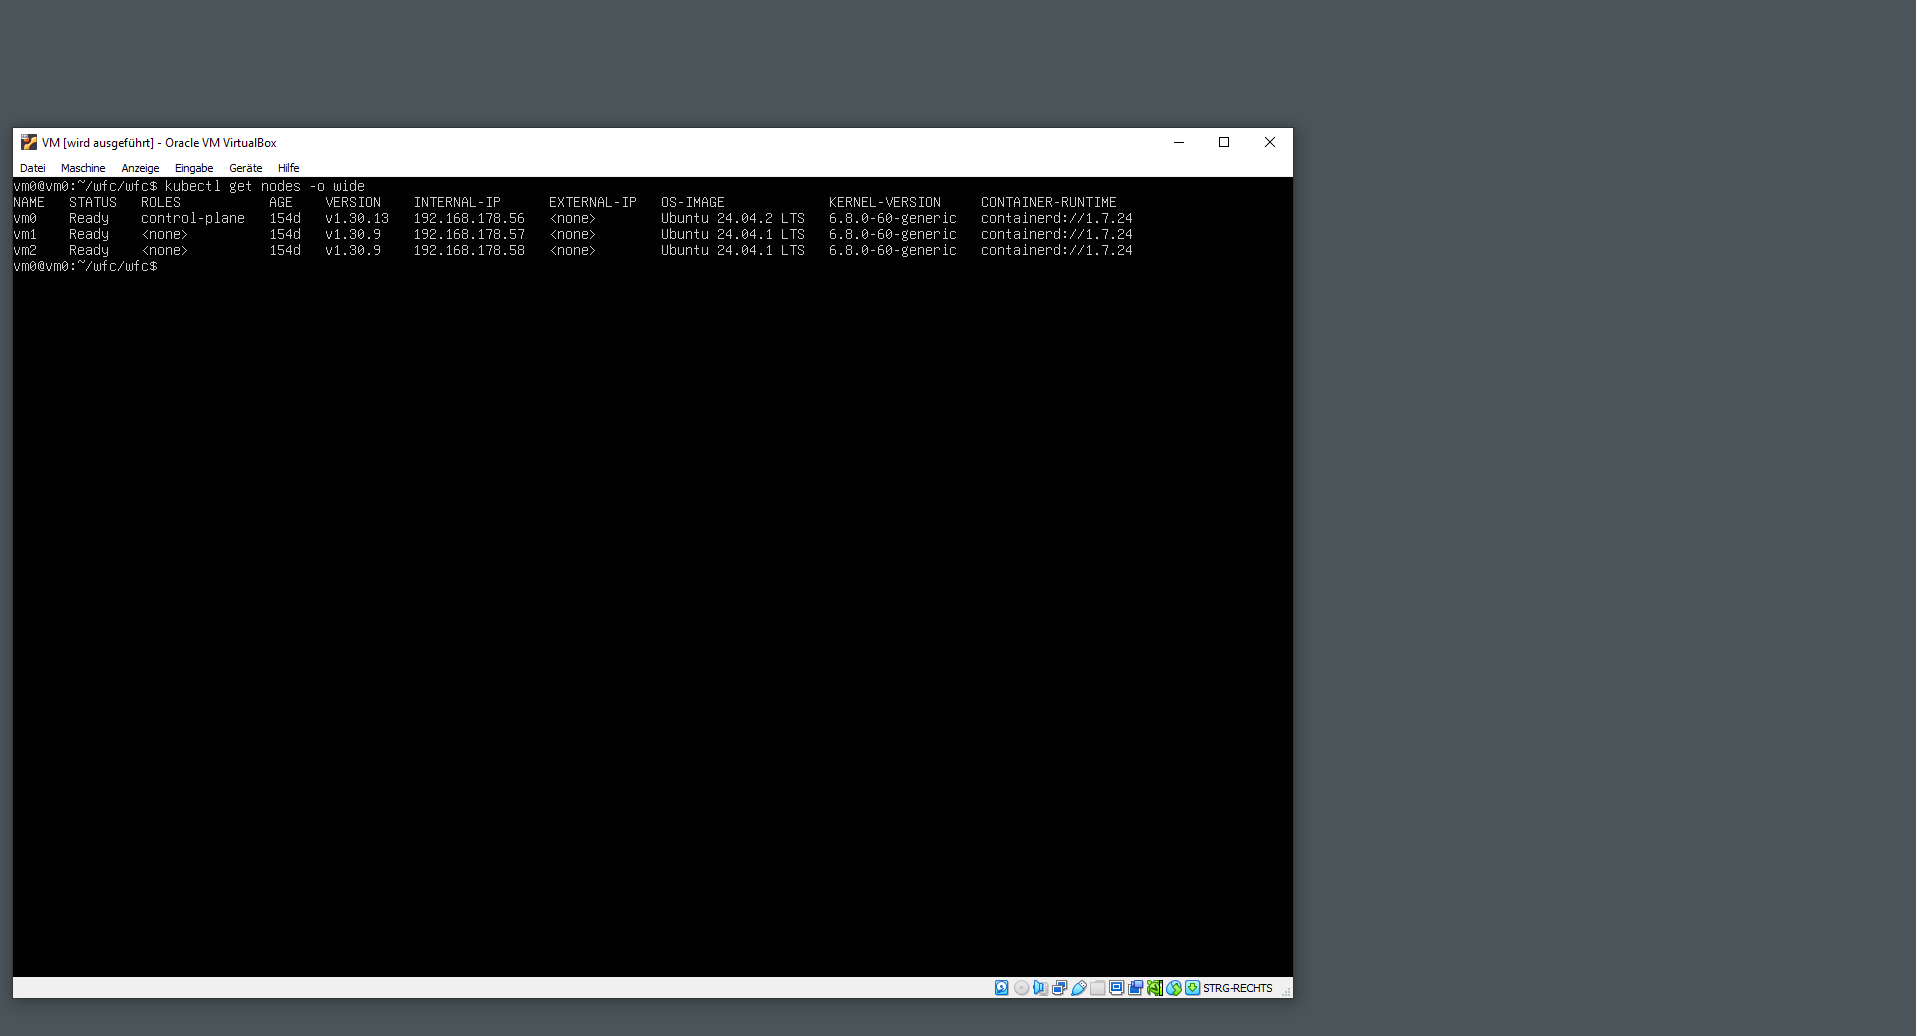 VM [wird ausgeführt] - Oracle VM VirtualBox
Datei Maschine Anzeige Eingabe Geräte Hilfe
vm0@vm0:~/wfc/wfc$ kubectl get nodes -o wide
NAME STATUS ROLES AGE VERSION INTERNAL-IP EXTERNAL-IP OS-IMAGE KERNEL-VERSION CONTAINER-RUNTIME
vm0 Ready control-plane 154d v1.30.13 192.168.178.56 <none> Ubuntu 24.04.2 LTS 6.8.0-60-generic containerd://1.7.24
vm1 Ready <none> 154d v1.30.9 192.168.178.57 <none> Ubuntu 24.04.1 LTS 6.8.0-60-generic containerd://1.7.24
vm2 Ready <none> 154d v1.30.9 192.168.178.58 <none> Ubuntu 24.04.1 LTS 6.8.0-60-generic containerd://1.7.24
vm0@vm0:~/wfc/wfc$
STRG-RECHTS